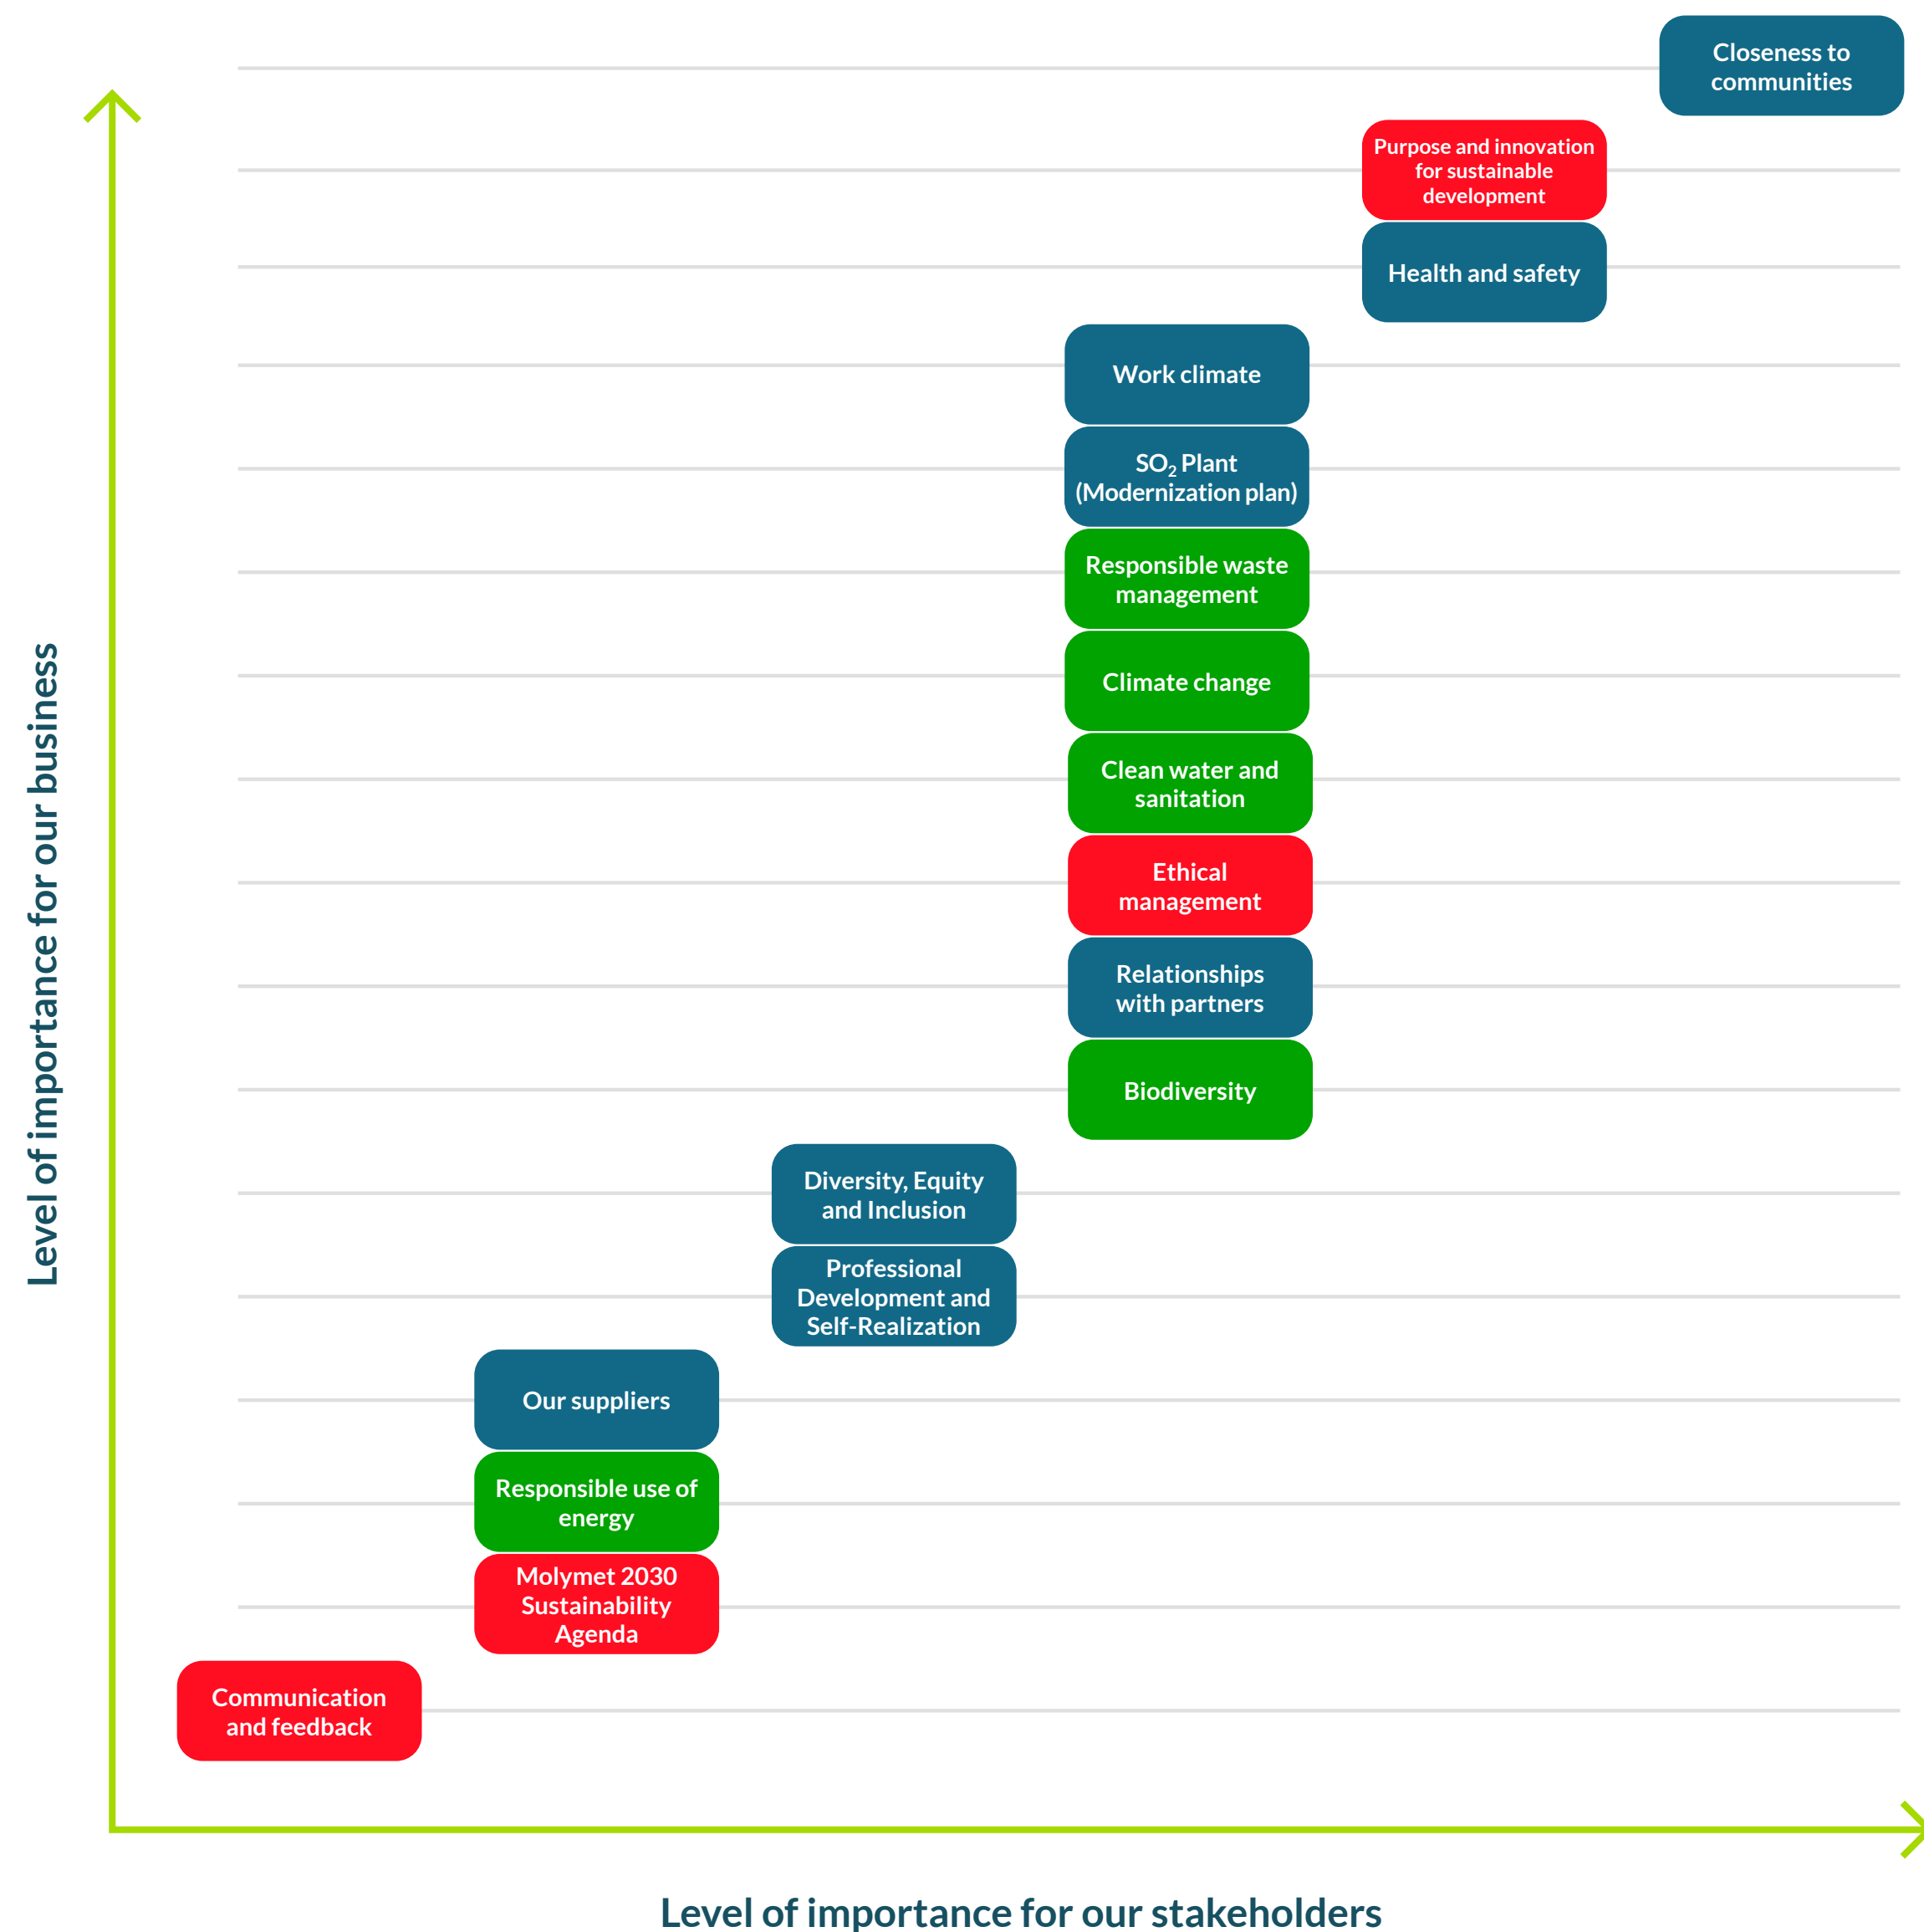 Closeness to
communities
Purpose and innovation
for sustainable
development
Health and safety
Work climate
SO₂ Plant
(Modernization plan)
Responsible waste
management
Climate change
Clean water and
sanitation
Ethical
management
Relationships
with partners
Biodiversity
Diversity, Equity
and Inclusion
Professional
Development and
Self-Realization
Our suppliers
Responsible use of
energy
Molymet 2030
Sustainability
Agenda
Communication
and feedback
Level of importance for our business
Level of importance for our stakeholders